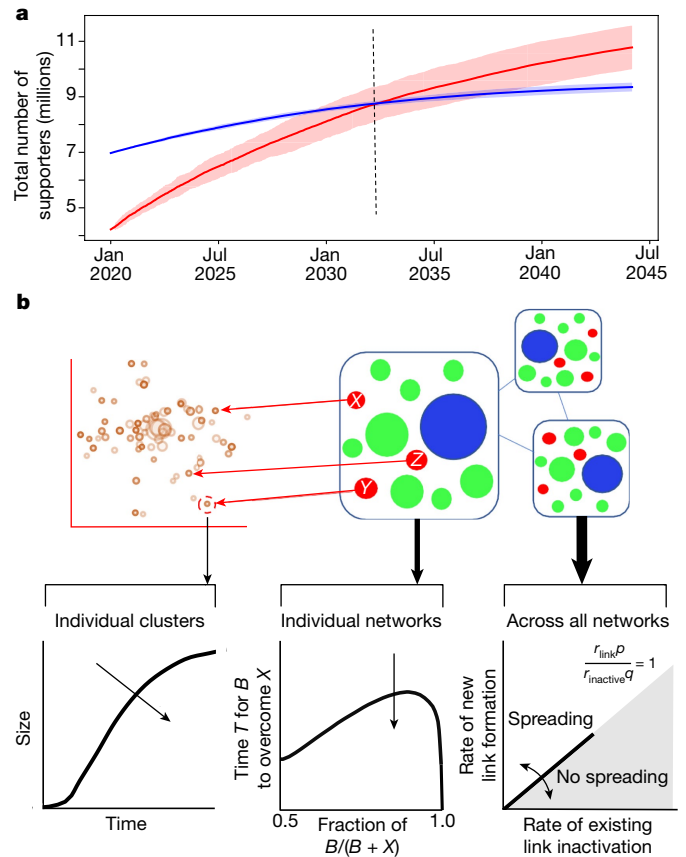 a
Total number of
supporters (millions)
11
9
7
5
Jan
2020
Jul
2025
Jan
2030
Jul
2035
Jan
2040
Jul
2045
b
X
Z
Y
Individual clusters
Individual networks
Across all networks
Size
Time
Time T for B
to overcome X
0.5
1.0
Fraction of
B/(B + X)
Rate of new
link formation
r_link p
r_inactive q
= 1
Spreading
No spreading
Rate of existing
link inactivation